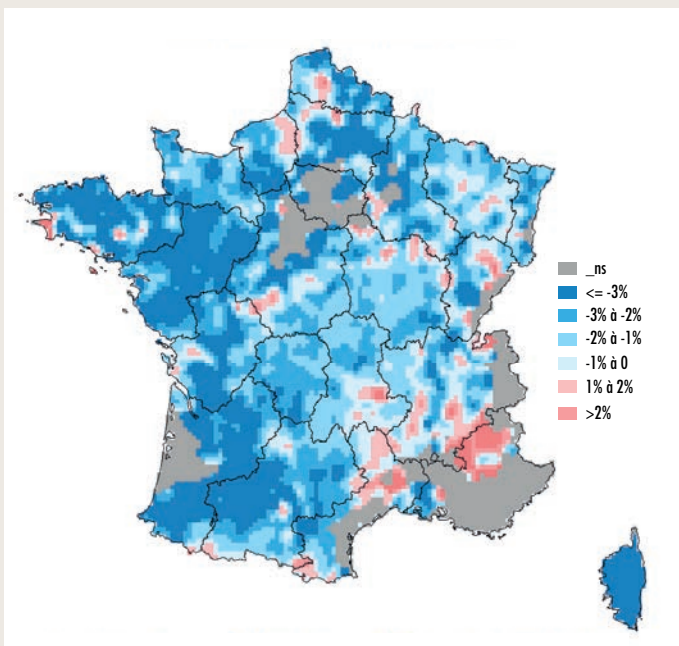 _ns
<= -3%
-3% à -2%
-2% à -1%
-1% à 0
1% à 2%
>2%